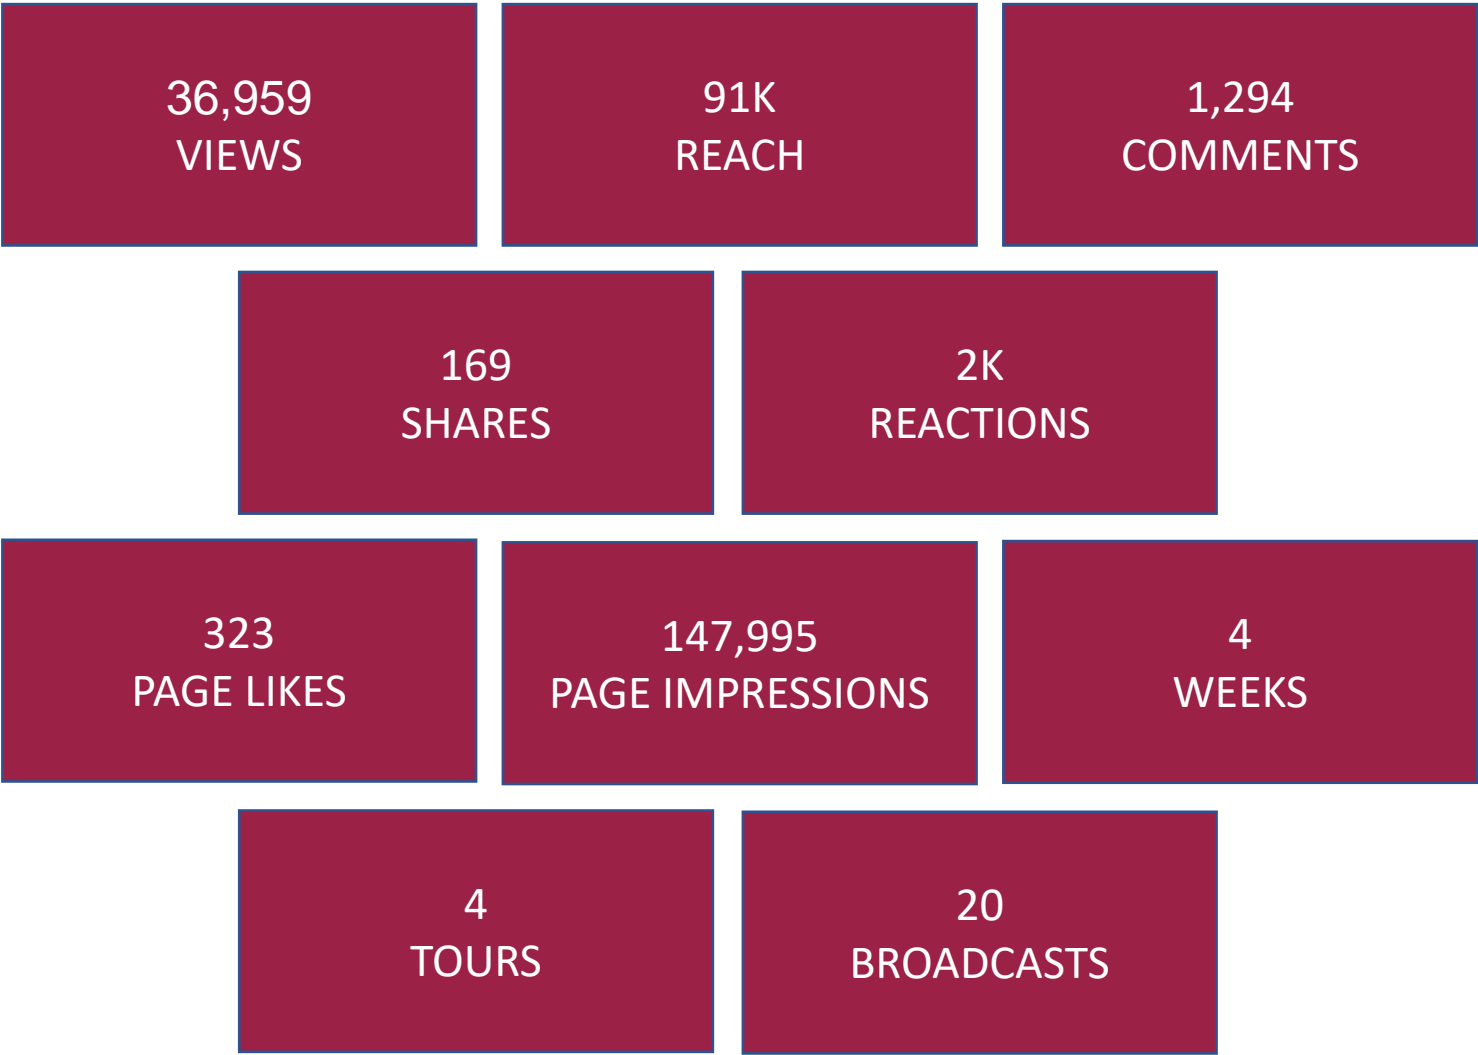 36,959
VIEWS
91K
REACH
1,294
COMMENTS
169
SHARES
2K
REACTIONS
323
PAGE LIKES
147,995
PAGE IMPRESSIONS
4
WEEKS
4
TOURS
20
BROADCASTS